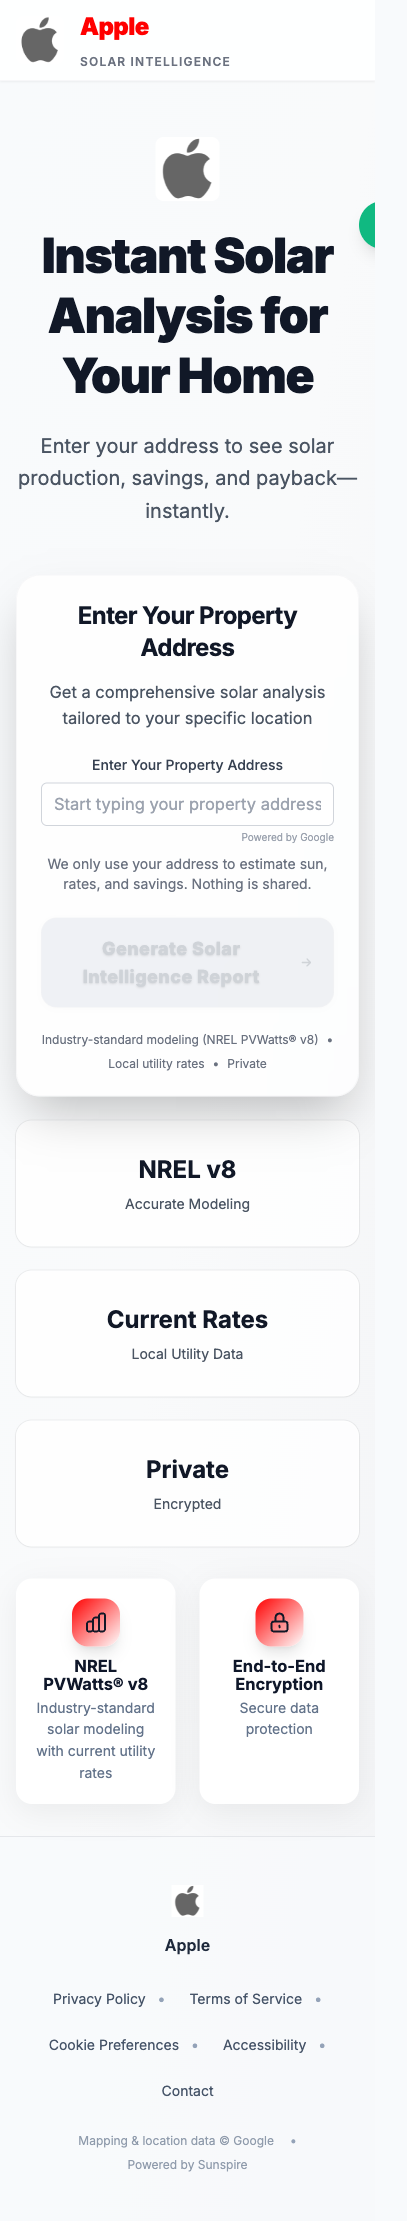 Apple
SOLAR INTELLIGENCE
Instant Solar
Analysis for
Your Home
Enter your address to see solar
production, savings, and payback—
instantly.
Enter Your Property
Address
Get a comprehensive solar analysis
tailored to your specific location
Enter Your Property Address
Start typing your property address
Powered by Google
We only use your address to estimate sun,
rates, and savings. Nothing is shared.
Generate Solar
Intelligence Report →
Industry-standard modeling (NREL PVWatts® v8) •
Local utility rates • Private
NREL v8
Accurate Modeling
Current Rates
Local Utility Data
Private
Encrypted
NREL
PVWatts® v8
Industry-standard
solar modeling
with current utility
rates
End-to-End
Encryption
Secure data
protection
Apple
Privacy Policy • Terms of Service •
Cookie Preferences • Accessibility •
Contact
Mapping & location data © Google •
Powered by Sunspire